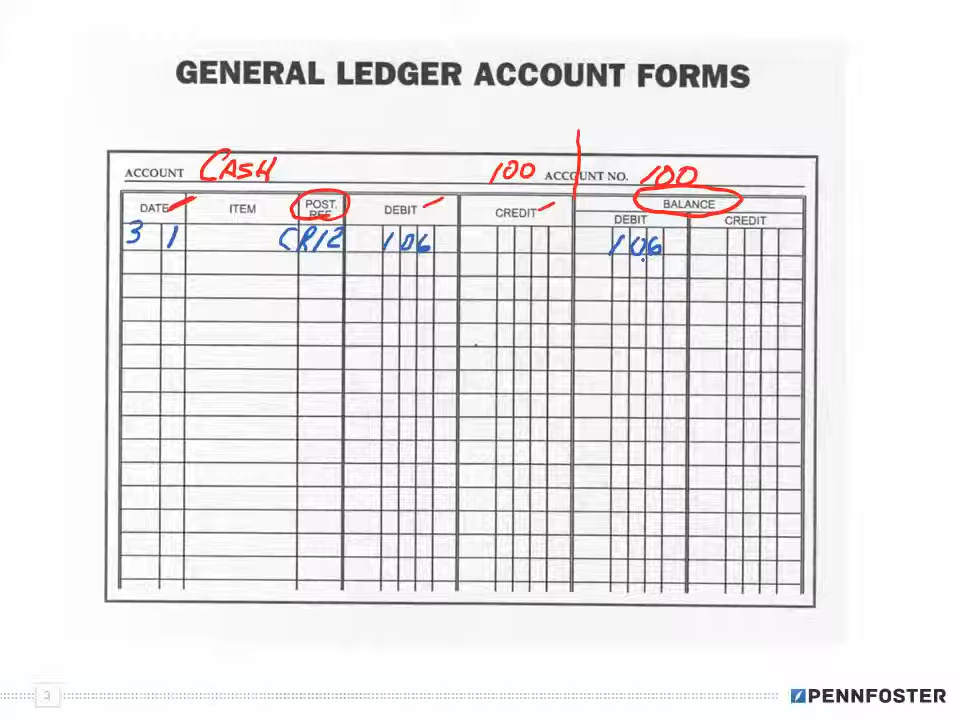 GENERAL LEDGER ACCOUNT FORMS
ACCOUNT CASH 100 ACCOUNT NO. 100
DATE ITEM POST. REF. DEBIT CREDIT BALANCE
DEBIT CREDIT
3 1 CR12 106 106
3 PENNFOSTER